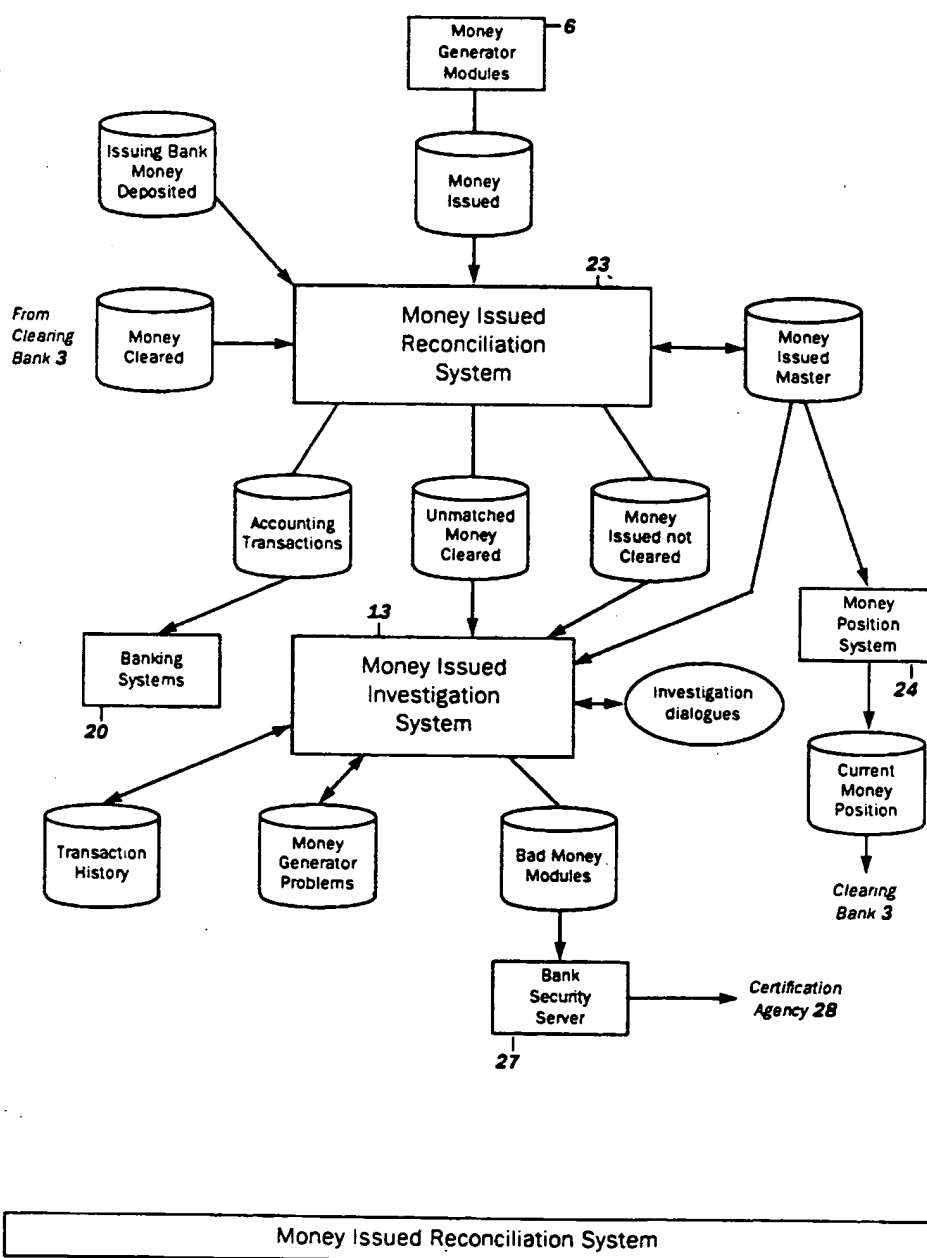 Money
Generator
Modules
6
Issuing Bank
Money
Deposited
Money
Issued
23
From
Clearing
Bank 3
Money
Cleared
Money Issued
Reconciliation
System
Money
Issued
Master
Accounting
Transactions
Unmatched
Money
Cleared
Money
Issued not
Cleared
13
Banking
Systems
20
Money Issued
Investigation
System
Investigation
dialogues
Money
Position
System
24
Transaction
History
Money
Generator
Problems
Bad Money
Modules
Current
Money
Position
Clearing
Bank 3
Bank
Security
Server
27
Certification
Agency 28
Money Issued Reconciliation System